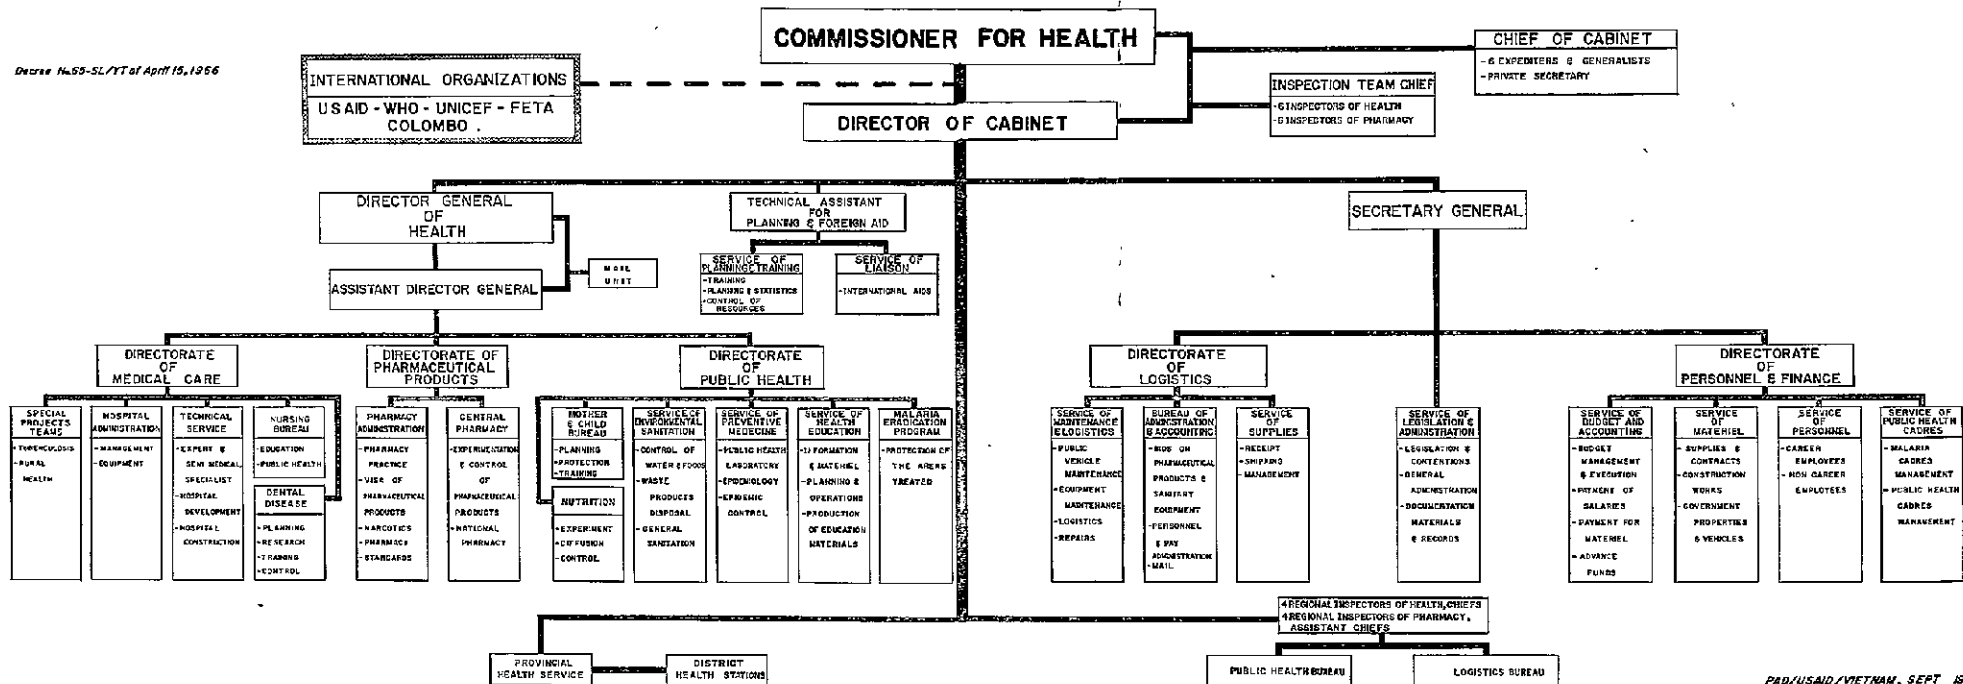 COMMISSIONER FOR HEALTH
CHIEF OF CABINET
- 6 EXPEDITERS & GENERALISTS
- PRIVATE SECRETARY
Decree No.65-SL/YT of April 15, 1966
INTERNATIONAL ORGANIZATIONS
USAID - WHO - UNICEF - FETA
COLOMBO .
INSPECTION TEAM CHIEF
- 6 INSPECTORS OF HEALTH
- 6 INSPECTORS OF PHARMACY
DIRECTOR OF CABINET
DIRECTOR GENERAL
OF
HEALTH
TECHNICAL ASSISTANT
FOR
PLANNING & FOREIGN AID
SECRETARY GENERAL
MAIL
UNIT
ASSISTANT DIRECTOR GENERAL
SERVICE OF
PLANNING & TRAINING
- TRAINING
- PLANNING & STATISTICS
- CONTROL OF
RESOURCES
SERVICE OF
LIAISON
- INTERNATIONAL AIDS
DIRECTORATE
OF
MEDICAL CARE
DIRECTORATE OF
PHARMACEUTICAL
PRODUCTS
DIRECTORATE
OF
PUBLIC HEALTH
DIRECTORATE
OF
LOGISTICS
DIRECTORATE
OF
PERSONNEL & FINANCE
SPECIAL
PROJECTS
TEAMS
- TUBERCULOSIS
- RURAL
HEALTH
HOSPITAL
ADMINISTRATION
- MANAGEMENT
- EQUIPMENT
TECHNICAL
SERVICE
- EXPERT &
SEMI MEDICAL
SPECIALIST
- HOSPITAL
DEVELOPMENT
- HOSPITAL
CONSTRUCTION
NURSING
BUREAU
- EDUCATION
- PUBLIC HEALTH
DENTAL
DISEASE
- PLANNING
- RESEARCH
- TRAINING
- CONTROL
PHARMACY
ADMINISTRATION
- PHARMACY
PRACTICE
- VISE OF
PHARMACEUTICAL
PRODUCTS
- NARCOTICS
- PHARMACY
- STANDARDS
CENTRAL
PHARMACY
- EXPERIMENTATION
& CONTROL
OF
PHARMACEUTICAL
PRODUCTS
- NATIONAL
PHARMACY
MOTHER
& CHILD
BUREAU
- PLANNING
- PROTECTION
- TRAINING
NUTRITION
- EXPERIMENT
- DIFFUSION
- CONTROL
SERVICE OF
ENVIRONMENTAL
SANITATION
- CONTROL OF
WATER & FOODS
- WASTE
PRODUCTS
DISPOSAL
- GENERAL
SANITATION
SERVICE OF
PREVENTIVE
MEDECINE
- PUBLIC HEALTH
LABORATORY
- EPIDEMIOLOGY
- EPIDEMIC
CONTROL
SERVICE OF
HEALTH
EDUCATION
- INFORMATION
& MATERIEL
- PLANNING &
OPERATIONS
- PRODUCTION
OF EDUCATION
MATERIALS
MALARIA
ERADICATION
PROGRAM
- PROTECTION OF
THE AREAS
TREATED
SERVICE OF
MAINTENANCE
& LOGISTICS
- PUBLIC
VEHICLE
MAINTENANCE
- EQUIPMENT
MAINTENANCE
- LOGISTICS
- REPAIRS
BUREAU OF
ADMINISTRATION
& ACCOUNTING
- BIDS ON
PHARMACEUTICAL
PRODUCTS &
SANITARY
EQUIPMENT
- PERSONNEL
& PAY
ADMINISTRATION
- MAIL
SERVICE
OF
SUPPLIES
- RECEIPT
- SHIPING
- MANAGEMENT
SERVICE OF
LEGISLATION &
ADMINISTRATION
- LEGISLATION &
CONTENTIONS
- GENERAL
ADMINISTRATION
- DOCUMENTATION
MATERIALS
& RECORDS
SERVICE OF
BUDGET AND
ACCOUNTING
- BUDGET
MANAGEMENT
& EXECUTION
- PAYMENT OF
SALARIES
- PAYMENT FOR
MATERIEL
- ADVANCE
FUNDS
SERVICE
OF
MATERIEL
- SUPPLIES &
CONTRACTS
- CONSTRUCTION
WORKS
- GOVERNMENT
PROPERTIES
& VEHICLES
SERVICE
OF
PERSONNEL
- CAREER
EMPLOYEES
- NON CAREER
EMPLOYEES
SERVICE OF
PUBLIC HEALTH
CADRES
- MALARIA
CADRES
MANAGEMENT
- PUBLIC HEALTH
CADRES
MANAGEMENT
4 REGIONAL INSPECTORS OF HEALTH, CHIEFS
4 REGIONAL INSPECTORS OF PHARMACY,
ASSISTANT CHIEFS
PROVINCIAL
HEALTH SERVICE
DISTRICT
HEALTH STATIONS
PUBLIC HEALTH BUREAU
LOGISTICS BUREAU
PAD/USAID/VIETNAM, SEPT